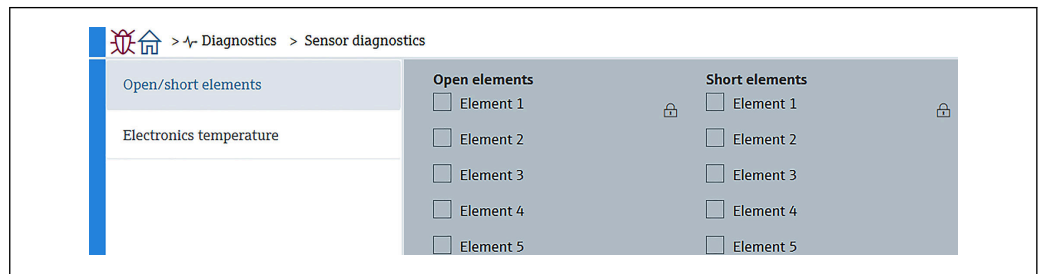 > Diagnostics > Sensor diagnostics
Open/short elements
Electronics temperature
Open elements
Element 1
Element 2
Element 3
Element 4
Element 5
Short elements
Element 1
Element 2
Element 3
Element 4
Element 5